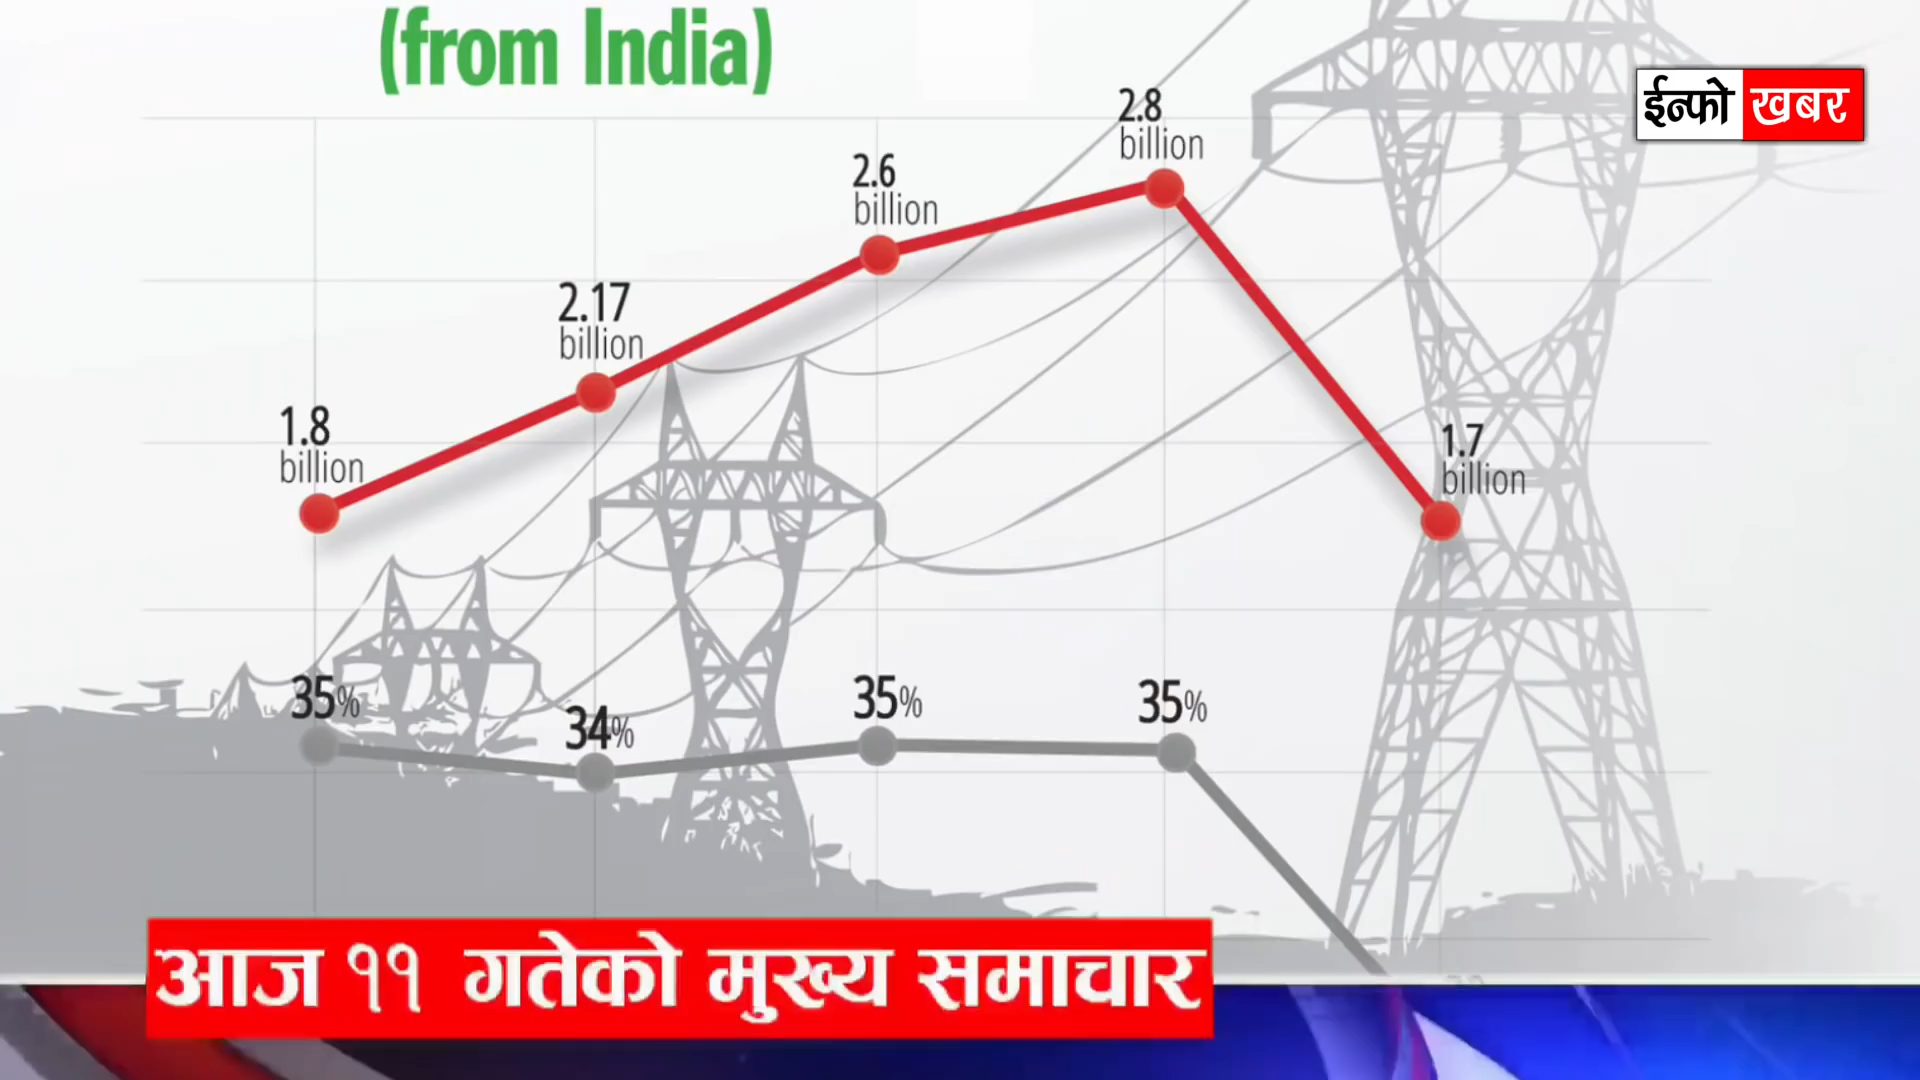 (from India)
ईन्फो खबर
2.8
billion
2.6
billion
2.17
billion
1.8
billion
1.7
billion
35%
34%
35%
35%
आज ११ गतेको मुख्य समाचार